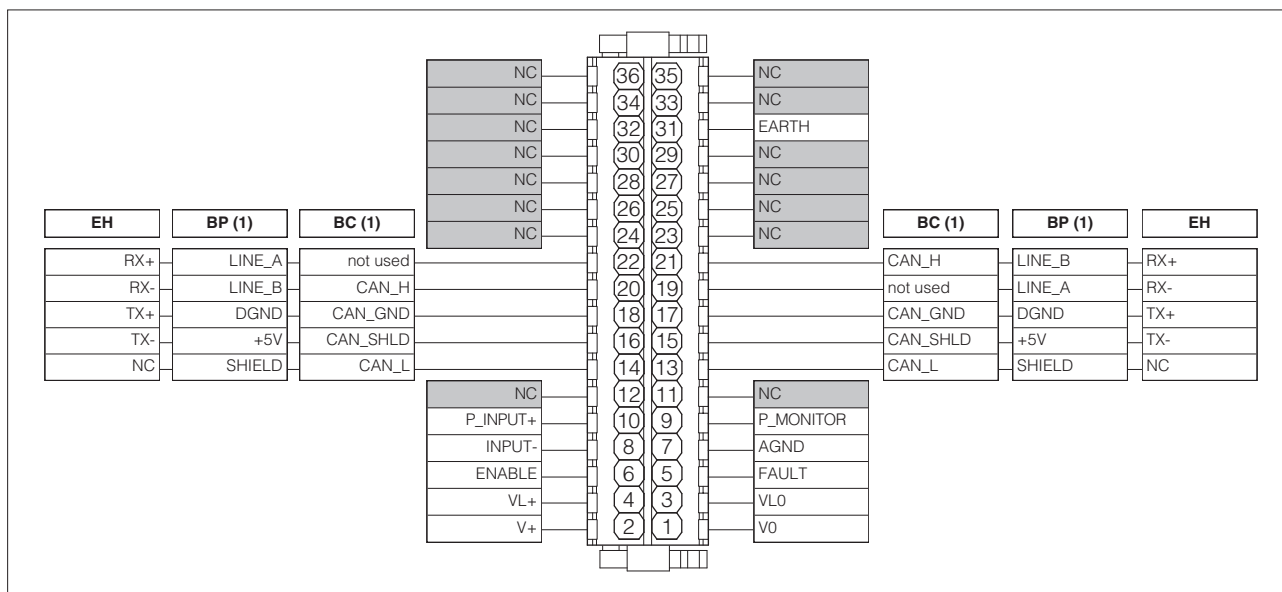 NC 36 35 NC
NC 34 33 NC
NC 32 31 EARTH
NC 30 29 NC
NC 28 27 NC
NC 26 25 NC
NC 24 23 NC
EH BP (1) BC (1) BC (1) BP (1) EH
RX+ LINE_A not used 22 21 CAN_H LINE_B RX+
RX- LINE_B CAN_H 20 19 not used LINE_A RX-
TX+ DGND CAN_GND 18 17 CAN_GND DGND TX+
TX- +5V CAN_SHLD 16 15 CAN_SHLD +5V TX-
NC SHIELD CAN_L 14 13 CAN_L SHIELD NC
NC 12 11 NC
P_INPUT+ 10 9 P_MONITOR
INPUT- 8 7 AGND
ENABLE 6 5 FAULT
VL+ 4 3 VL0
V+ 2 1 V0